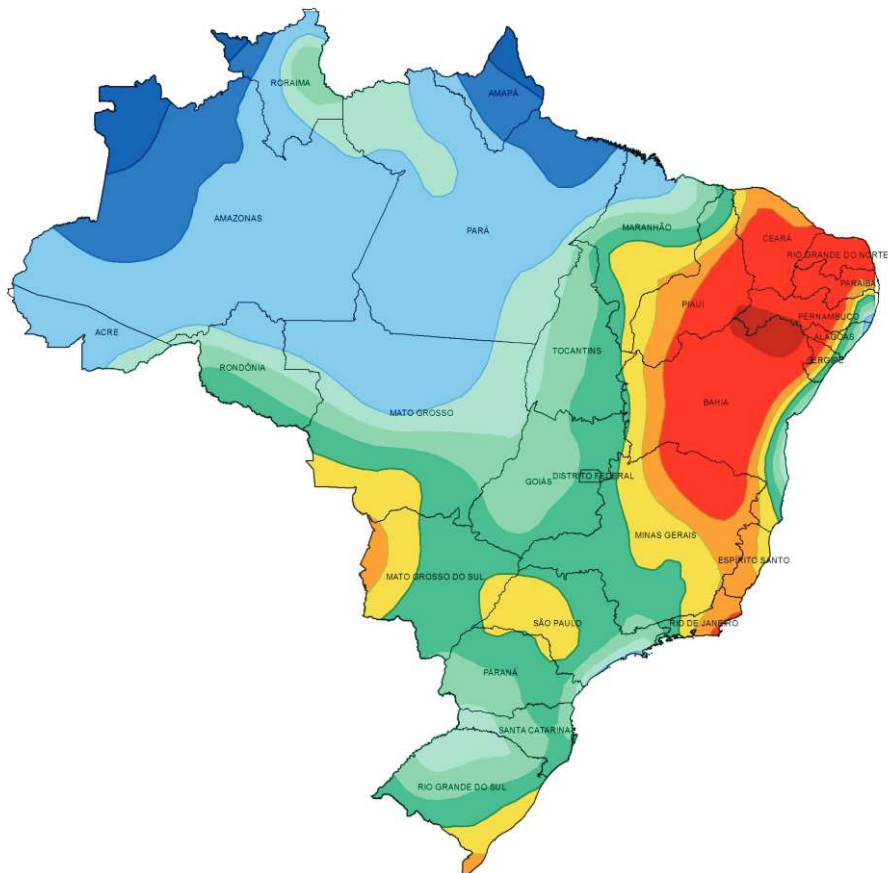 RORAIMA
AMAPÁ
AMAZONAS
PARÁ
MARANHÃO
CEARÁ
RIO GRANDE DO NORTE
PARAÍBA
PIAUÍ
PERNAMBUCO
ACRE
ALAGOAS
TOCANTINS
SERGIPE
RONDÔNIA
BAHIA
MATO GROSSO
DISTRITO FEDERAL
GOIÁS
MINAS GERAIS
ESPÍRITO SANTO
MATO GROSSO DO SUL
SÃO PAULO
RIO DE JANEIRO
PARANÁ
SANTA CATARINA
RIO GRANDE DO SUL